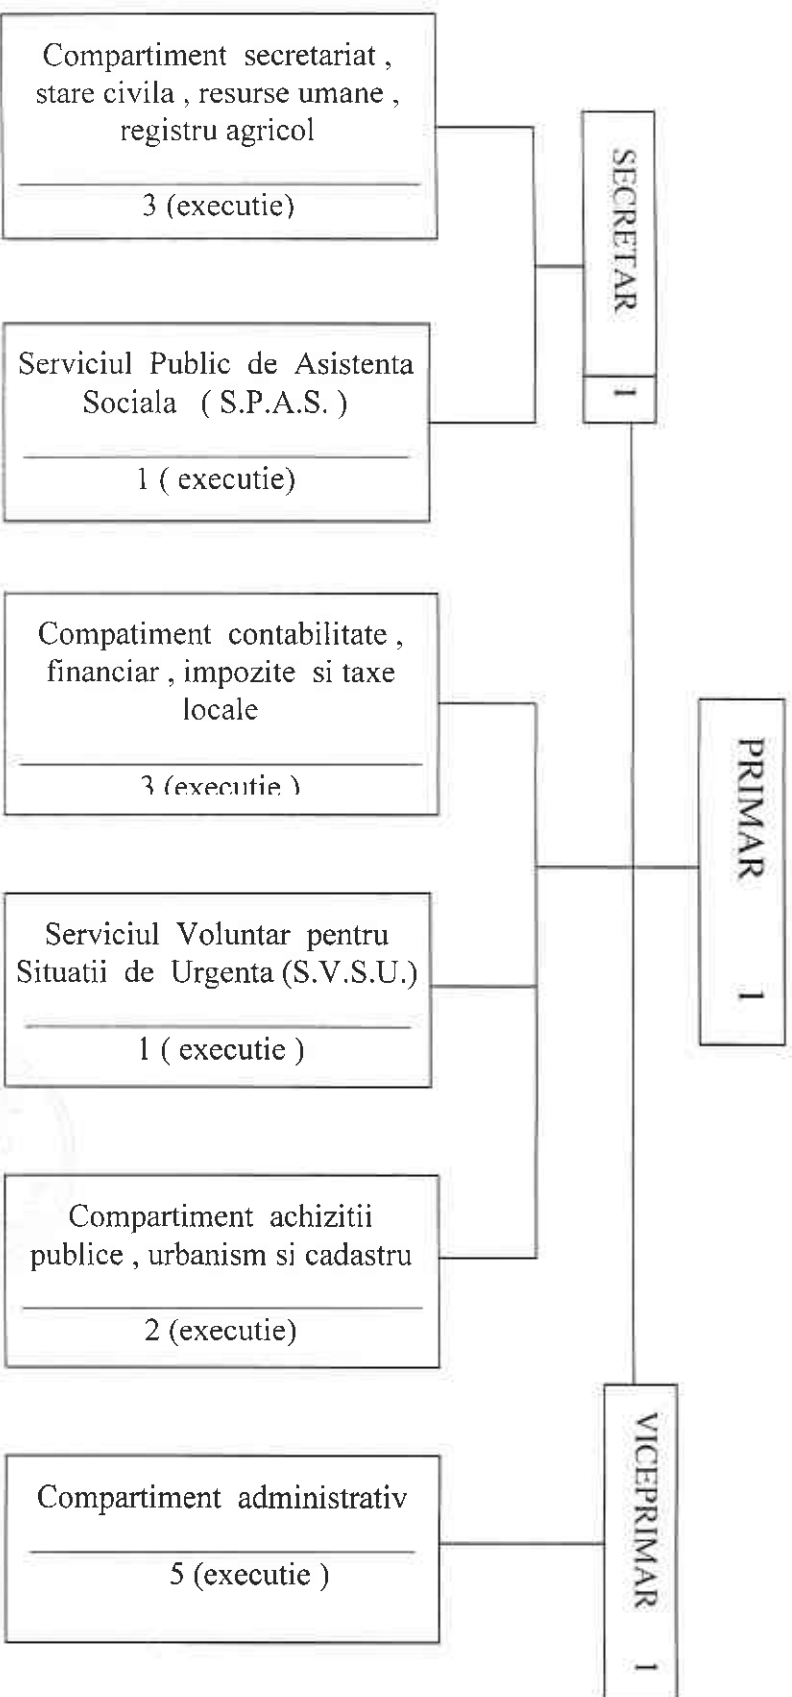 Compartiment secretariat ,
stare civila , resurse umane ,
registru agricol
3 (executie)
SECRETAR 1
Serviciul Public de Asistenta
Sociala ( S.P.A.S. )
1 ( executie)
Compatiment contabilitate ,
financiar , impozite si taxe
locale
3 (executie )
PRIMAR 1
Serviciul Voluntar pentru
Situatii de Urgenta (S.V.S.U.)
1 ( executie )
Compartiment achizitii
publice , urbanism si cadastru
2 (executie)
Compartiment administrativ
5 (executie )
VICEPRIMAR 1